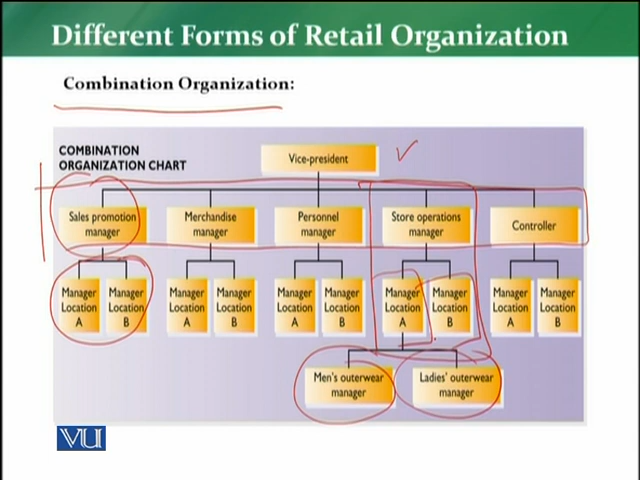 Different Forms of Retail Organization
Combination Organization:
COMBINATION
ORGANIZATION CHART
Vice-president
Sales promotion
manager
Merchandise
manager
Personnel
manager
Store operations
manager
Controller
Manager
Location
A
Manager
Location
B
Manager
Location
A
Manager
Location
B
Manager
Location
A
Manager
Location
B
Manager
Location
A
Manager
Location
B
Manager
Location
A
Manager
Location
B
Men's outerwear
manager
Ladies' outerwear
manager
VU